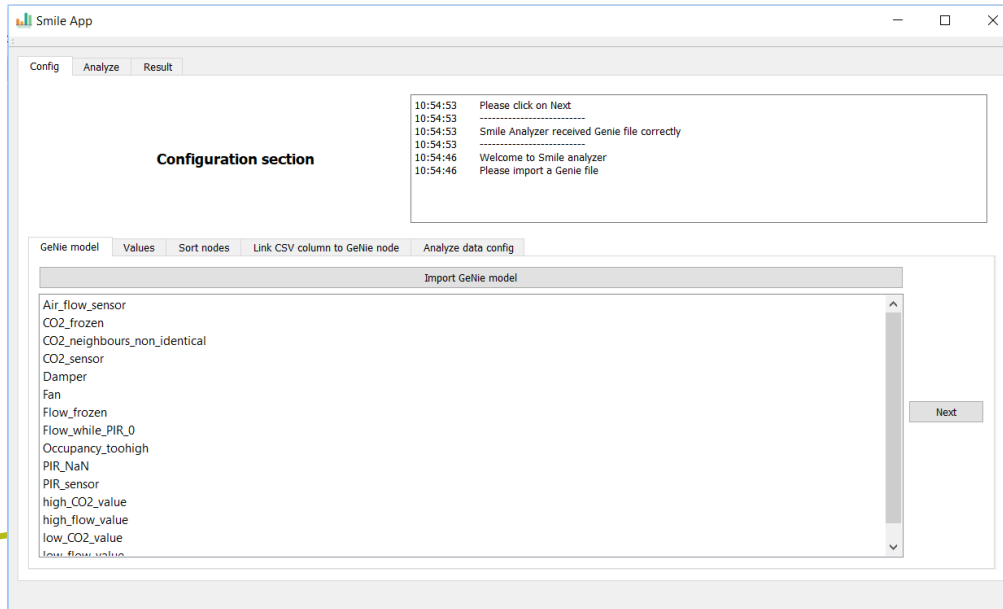 Smile App
Config Analyze Result
Configuration section
10:54:53 Please click on Next
10:54:53 --------------------------
10:54:53 Smile Analyzer received Genie file correctly
10:54:53 --------------------------
10:54:46 Welcome to Smile analyzer
10:54:46 Please import a Genie file
GeNie model Values Sort nodes Link CSV column to GeNie node Analyze data config
Import GeNie model
Air_flow_sensor
CO2_frozen
CO2_neighbours_non_identical
CO2_sensor
Damper
Fan
Flow_frozen
Flow_while_PIR_0
Occupancy_toohigh
PIR_NaN
PIR_sensor
high_CO2_value
high_flow_value
low_CO2_value
low_flow_value
Next